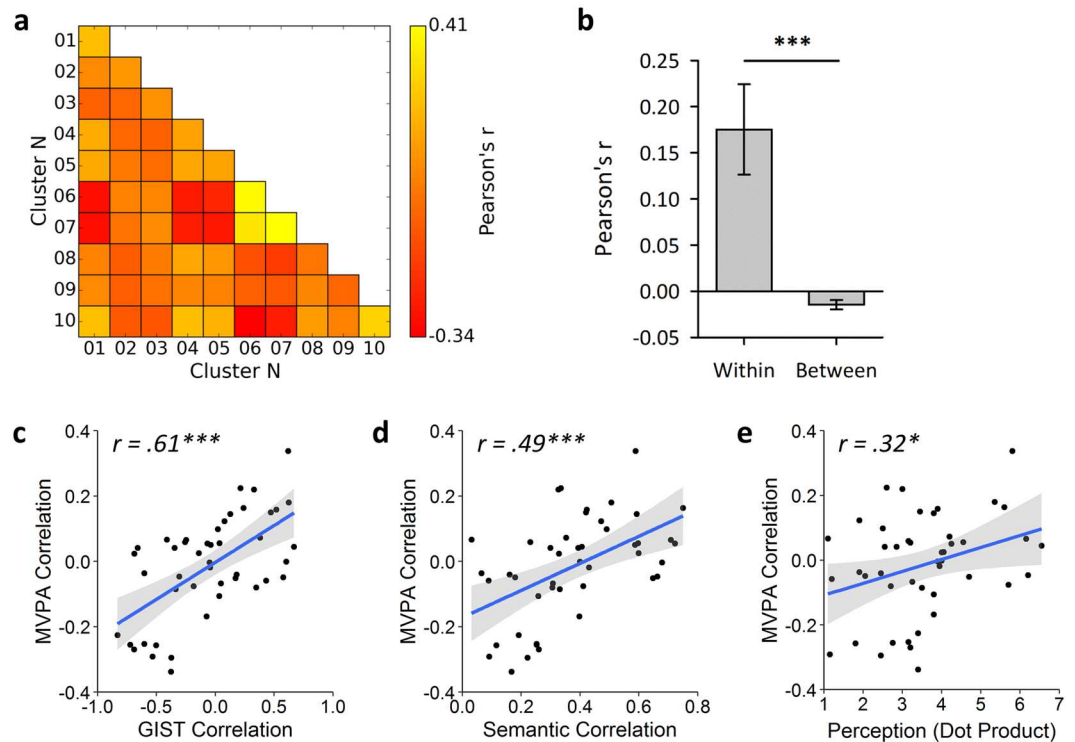 a
01
02
03
04
05
06
07
08
09
10
Cluster N
01 02 03 04 05 06 07 08 09 10
Cluster N
0.41
-0.34
Pearson's r
b
***
0.25
0.20
0.15
0.10
0.05
0.00
-0.05
Pearson's r
Within Between
c
r = .61***
0.4
0.2
0.0
-0.2
-0.4
MVPA Correlation
-1.0 -0.5 0.0 0.5 1.0
GIST Correlation
d
r = .49***
0.4
0.2
0.0
-0.2
-0.4
MVPA Correlation
0.0 0.2 0.4 0.6 0.8
Semantic Correlation
e
r = .32*
0.4
0.2
0.0
-0.2
-0.4
MVPA Correlation
1 2 3 4 5 6 7
Perception (Dot Product)